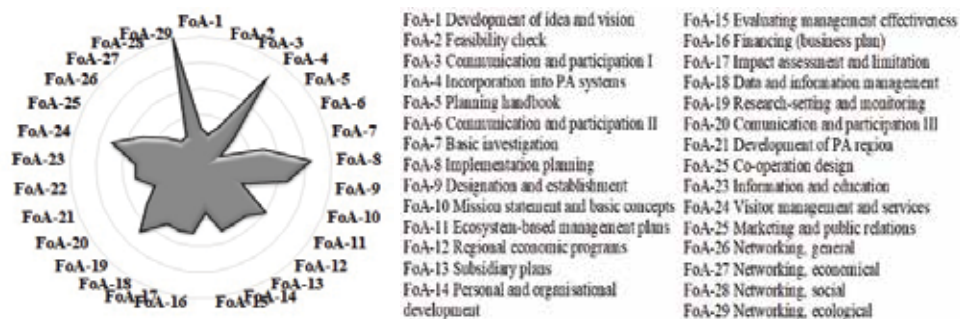 FoA-1
FoA-2
FoA-3
FoA-4
FoA-5
FoA-6
FoA-7
FoA-8
FoA-9
FoA-10
FoA-11
FoA-12
FoA-13
FoA-14
FoA-15
FoA-16
FoA-17
FoA-18
FoA-19
FoA-20
FoA-21
FoA-22
FoA-23
FoA-24
FoA-25
FoA-26
FoA-27
FoA-28
FoA-29
FoA-1 Development of idea and vision
FoA-2 Feasibility check
FoA-3 Communication and participation I
FoA-4 Incorporation into PA systems
FoA-5 Planning handbook
FoA-6 Communication and participation II
FoA-7 Basic investigation
FoA-8 Implementation planning
FoA-9 Designation and establishment
FoA-10 Mission statement and basic concepts
FoA-11 Ecosystem-based management plans
FoA-12 Regional economic programs
FoA-13 Subsidiary plans
FoA-14 Personal and organisational
development
FoA-15 Evaluating management effectiveness
FoA-16 Financing (business plan)
FoA-17 Impact assessment and limitation
FoA-18 Data and information management
FoA-19 Research-setting and monitoring
FoA-20 Comunication and participation III
FoA-21 Development of PA region
FoA-25 Co-operation design
FoA-23 Information and education
FoA-24 Visitor management and services
FoA-25 Marketing and public relations
FoA-26 Networking, general
FoA-27 Networking, economical
FoA-28 Networking, social
FoA-29 Networking, ecological